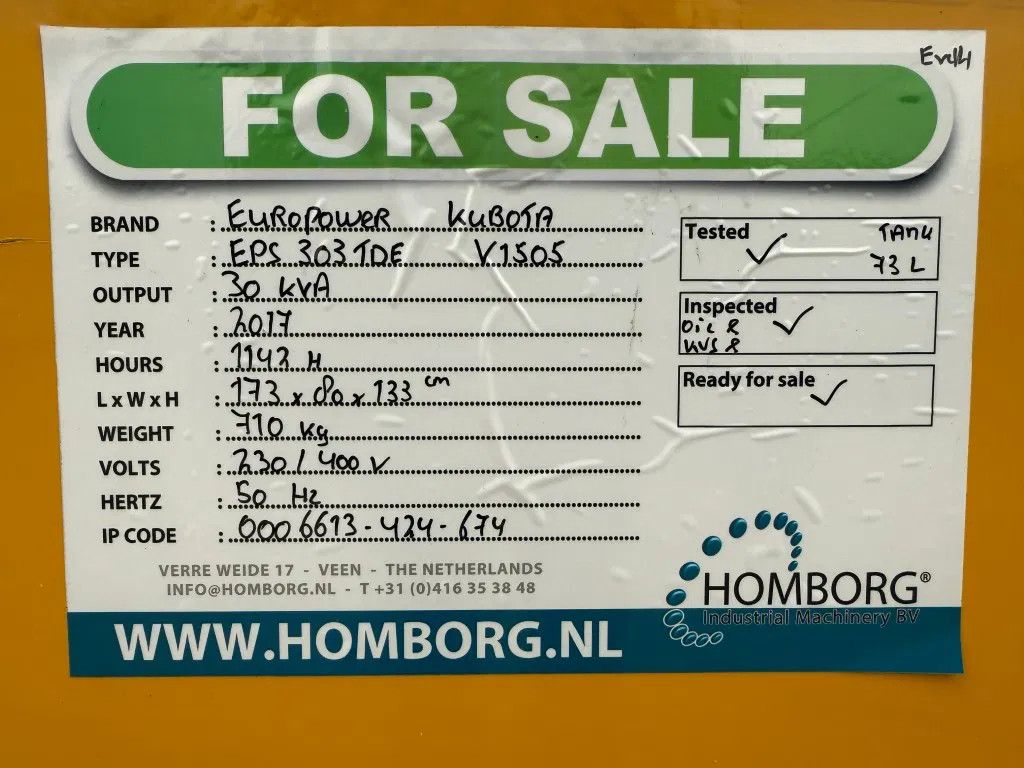 FOR SALE
BRAND : EUROPOWER KUBOTA
TYPE : EPS 303 TDE V1505
OUTPUT : 30 KVA
YEAR : 2017
HOURS : 1142 H
L x W x H : 173 x 80 x 133 cm
WEIGHT : 710 kg
VOLTS : 230 / 400 V
HERTZ : 50 Hz
IP CODE : 0006613-424-674
Tested ✓ TANK
73 L
Inspected ✓
Ready for sale ✓
VERRE WEIDE 17 - VEEN - THE NETHERLANDS
INFO@HOMBORG.NL - T +31 (0)416 35 38 48
HOMBORG®
Industrial Machinery BV
WWW.HOMBORG.NL